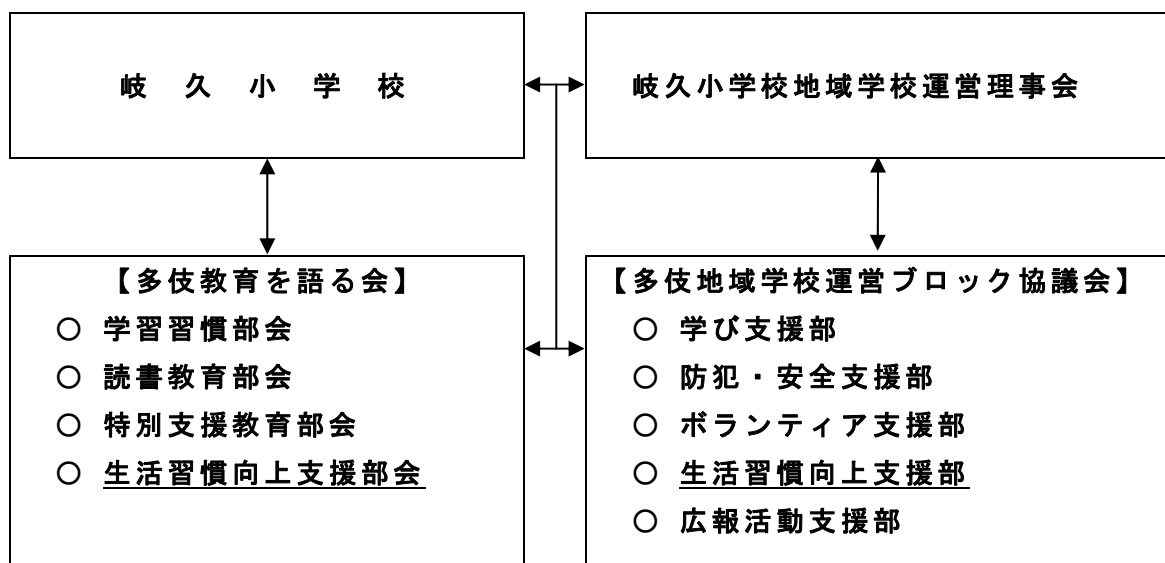 岐久小学校
岐久小学校地域学校運営理事会
【多伎教育を語る会】
○ 学習習慣部会
○ 読書教育部会
○ 特別支援教育部会
○ 生活習慣向上支援部会
【多伎地域学校運営ブロック協議会】
○ 学び支援部
○ 防犯・安全支援部
○ ボランティア支援部
○ 生活習慣向上支援部
○ 広報活動支援部